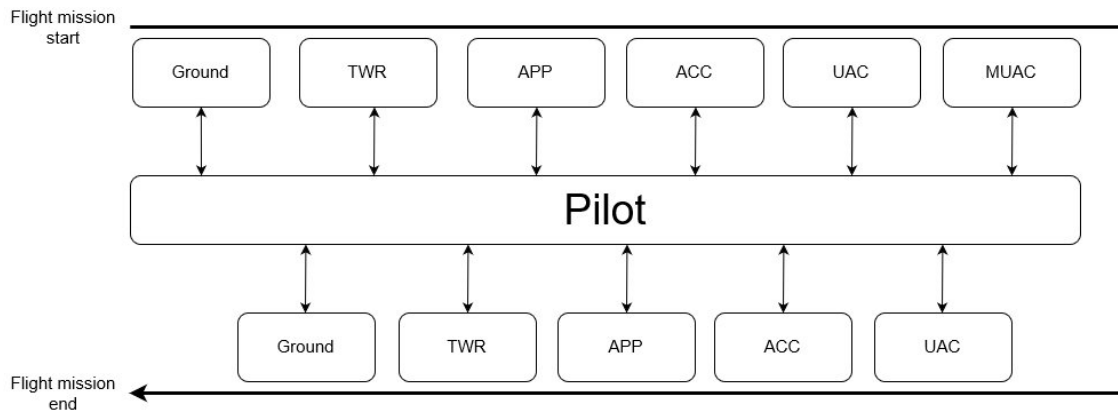 Flight mission
start
Ground
TWR
APP
ACC
UAC
MUAC
Pilot
Ground
TWR
APP
ACC
UAC
Flight mission
end